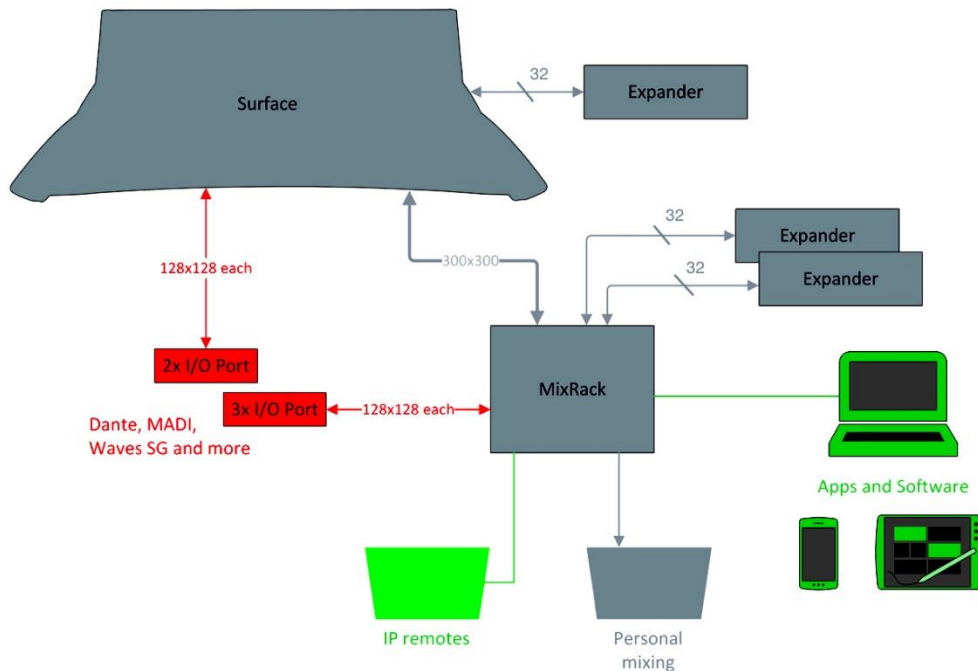 32
Surface
Expander
32
Expander
128x128 each
300x300
32
Expander
2x I/O Port
MixRack
3x I/O Port
128x128 each
Dante, MADI,
Waves SG and more
Apps and Software
IP remotes
Personal
mixing